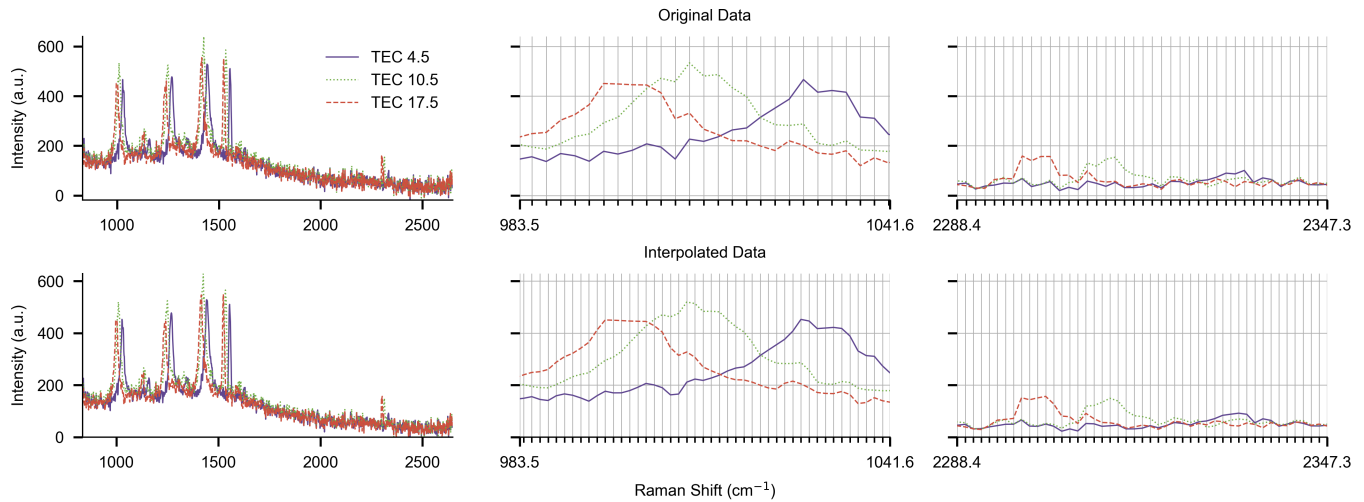 Original Data
Intensity (a.u.)
600
400
200
0
TEC 4.5
TEC 10.5
TEC 17.5
1000 1500 2000 2500
983.5 1041.6
2288.4 2347.3
Interpolated Data
Intensity (a.u.)
600
400
200
0
1000 1500 2000 2500
983.5 1041.6
2288.4 2347.3
Raman Shift (cm⁻¹)